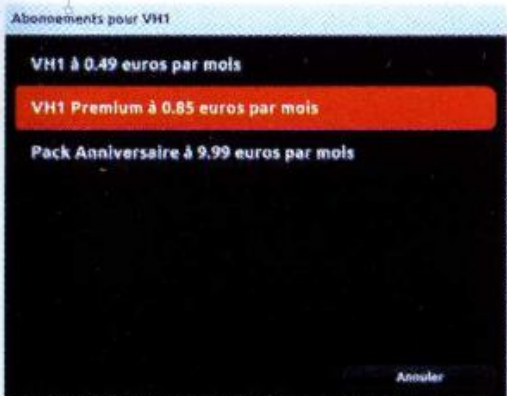 Abonnements pour VH1
VH1 à 0.49 euros par mois
VH1 Premium à 0.85 euros par mois
Pack Anniversaire à 9.99 euros par mois
Annuler